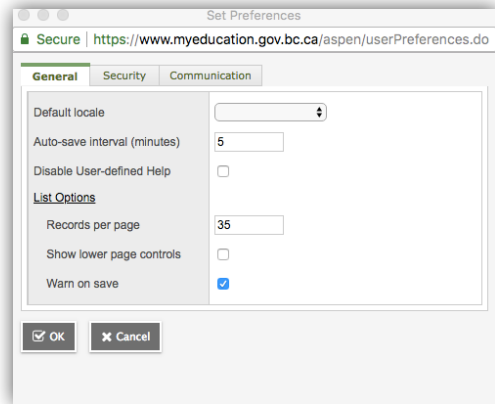 Set Preferences
Secure | https://www.myeducation.gov.bc.ca/aspen/userPreferences.do
General Security Communication
Default locale
Auto-save interval (minutes) 5
Disable User-defined Help
List Options
Records per page 35
Show lower page controls
Warn on save
OK Cancel